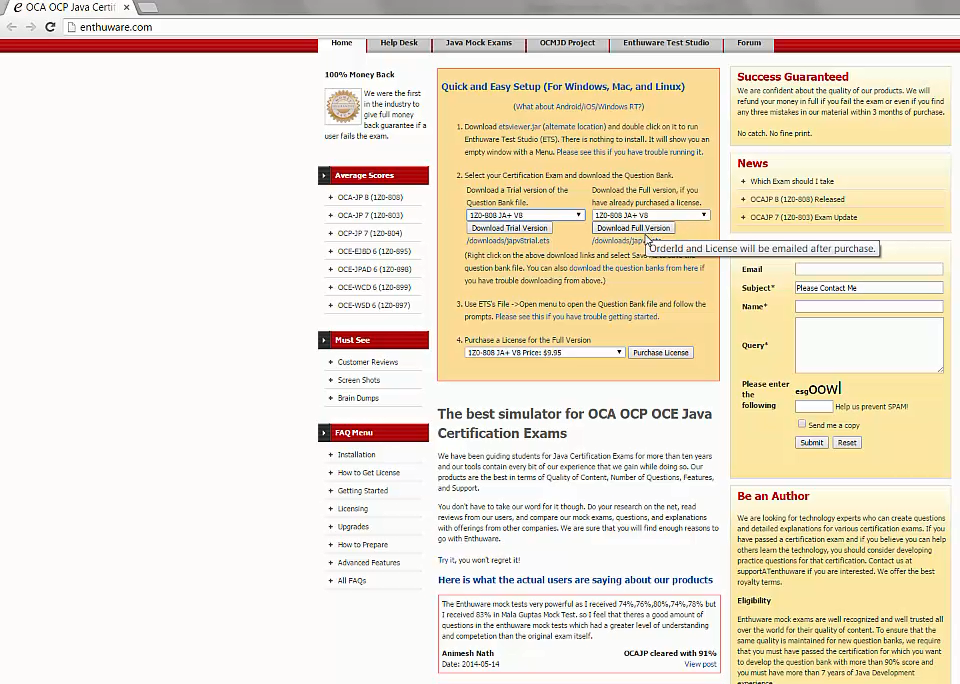 OCA OCP Java Certif
enthuware.com
Home
Help Desk
Java Mock Exams
OCMJD Project
Enthuware Test Studio
Forum
100% Money Back
We were the first
in the industry to
give full money
back guarantee if a
user fails the exam.
Average Scores
+ OCA-JP 8 (1Z0-808)
+ OCA-JP 7 (1Z0-803)
+ OCP-JP 7 (1Z0-804)
+ OCE-EJBD 6 (1Z0-895)
+ OCE-JPAD 6 (1Z0-898)
+ OCE-WCD 6 (1Z0-899)
+ OCE-WSD 6 (1Z0-897)
Must See
+ Customer Reviews
+ Screen Shots
+ Brain Dumps
FAQ Menu
+ Installation
+ How to Get License
+ Getting Started
+ Licensing
+ Upgrades
+ How to Prepare
+ Advanced Features
+ All FAQs
Quick and Easy Setup (For Windows, Mac, and Linux)
(What about Android/iOS/Windows RT?)
1. Download etsviewer.jar (alternate location) and double click on it to run
Enthuware Test Studio (ETS). There is nothing to install. It will show you an
empty window with a Menu. Please see this if you have trouble running it.
2. Select your Certification Exam and download the Question Bank.
Download a Trial version of the
Question Bank file.
1Z0-808 JA+ V8
Download Trial Version
/downloads/japv8trial.ets
Download the Full version, if you
have already purchased a license.
1Z0-808 JA+ V8
Download Full Version
/downloads/japv
OrderId and License will be emailed after purchase.
(Right click on the above download links and select Save
question bank file. You can also download the question banks from here if
you have trouble downloading from above.)
3. Use ETS's File ->Open menu to open the Question Bank file and follow the
prompts. Please see this if you have trouble getting started.
4. Purchase a License for the Full Version
1Z0-808 JA+ V8 Price: $9.95
Purchase License
The best simulator for OCA OCP OCE Java
Certification Exams
We have been guiding students for Java Certification Exams for more than ten years
and our tools contain every bit of our experience that we gain while doing so. Our
products are the best in terms of Quality of Content, Number of Questions, Features,
and Support.
You don't have to take our word for it though. Do your research on the net, read
reviews from our users, and compare our mock exams, questions, and explanations
with offerings from other companies. We are sure that you will find enough reasons to
go with Enthuware.
Try it, you won't regret it!
Here is what the actual users are saying about our products
The Enthuware mock tests very powerful as I received 74%,76%,80%,74%,78% but
I received 83% in Mala Guptas Mock Test. so I feel that theres a good amount of
questions in the enthuware mock tests which had a greater level of understanding
and competetion than the original exam itself.
Animesh Nath
OCAJP cleared with 91%
Date: 2014-05-14
View post
Success Guaranteed
We are confident about the quality of our products. We will
refund your money in full if you fail the exam or even if you find
any three mistakes in our material within 3 months of purchase.
No catch. No fine print.
News
+ Which Exam should I take
+ OCAJP 8 (1Z0-808) Released
+ OCAJP 7 (1Z0-803) Exam Update
Email
Subject* Please Contact Me
Name*
Query*
Please enter
the
following
esgoowl
Help us prevent SPAM!
Send me a copy
Submit
Reset
Be an Author
We are looking for technology experts who can create questions
and detailed explanations for various certification exams. If you
have passed a certification exam and if you believe you can help
others learn the technology, you should consider developing
practice questions for that certification. Contact us at
supportATenthuware if you are interested. We offer the best
royalty terms.
Eligibility
Enthuware mock exams are well recognized and well trusted all
over the world for their quality of content. To ensure that the
same quality is maintained for new question banks, we require
that you must have passed the certification for which you want
to develop the question bank with more than 90% score and
you must have more than 7 years of Java Development